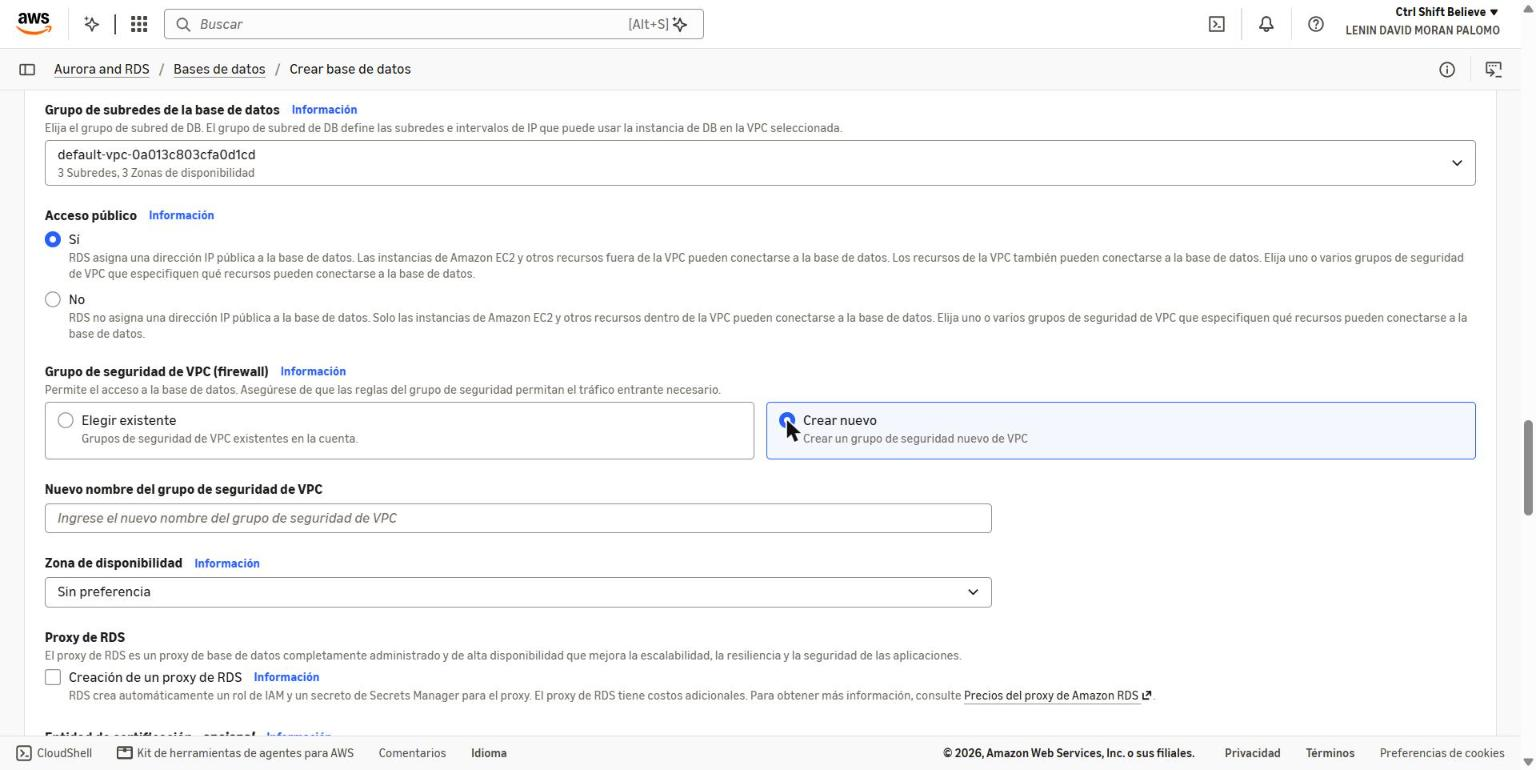 aws
Buscar
[Alt+S]
Ctrl Shift Believe
LENIN DAVID MORAN PALOMO
Aurora and RDS / Bases de datos / Crear base de datos
Grupo de subredes de la base de datos Información
Elija el grupo de subred de DB. El grupo de subred de DB define las subredes e intervalos de IP que puede usar la instancia de DB en la VPC seleccionada.
default-vpc-0a013c803cfa0d1cd
3 Subredes, 3 Zonas de disponibilidad
Acceso público Información
Sí
RDS asigna una dirección IP pública a la base de datos. Las instancias de Amazon EC2 y otros recursos fuera de la VPC pueden conectarse a la base de datos. Los recursos de la VPC también pueden conectarse a la base de datos. Elija uno o varios grupos de seguridad
de VPC que especifiquen qué recursos pueden conectarse a la base de datos.
No
RDS no asigna una dirección IP pública a la base de datos. Solo las instancias de Amazon EC2 y otros recursos dentro de la VPC pueden conectarse a la base de datos. Elija uno o varios grupos de seguridad de VPC que especifiquen qué recursos pueden conectarse a la
base de datos.
Grupo de seguridad de VPC (firewall) Información
Permite el acceso a la base de datos. Asegúrese de que las reglas del grupo de seguridad permitan el tráfico entrante necesario.
Elegir existente
Grupos de seguridad de VPC existentes en la cuenta.
Crear nuevo
Crear un grupo de seguridad nuevo de VPC
Nuevo nombre del grupo de seguridad de VPC
Ingrese el nuevo nombre del grupo de seguridad de VPC
Zona de disponibilidad Información
Sin preferencia
Proxy de RDS
El proxy de RDS es un proxy de base de datos completamente administrado y de alta disponibilidad que mejora la escalabilidad, la resiliencia y la seguridad de las aplicaciones.
Creación de un proxy de RDS Información
RDS crea automáticamente un rol de IAM y un secreto de Secrets Manager para el proxy. El proxy de RDS tiene costos adicionales. Para obtener más información, consulte Precios del proxy de Amazon RDS.
Entidad de certificación - opcional Información
CloudShell Kit de herramientas de agentes para AWS Comentarios Idioma © 2026, Amazon Web Services, Inc. o sus filiales. Privacidad Términos Preferencias de cookies